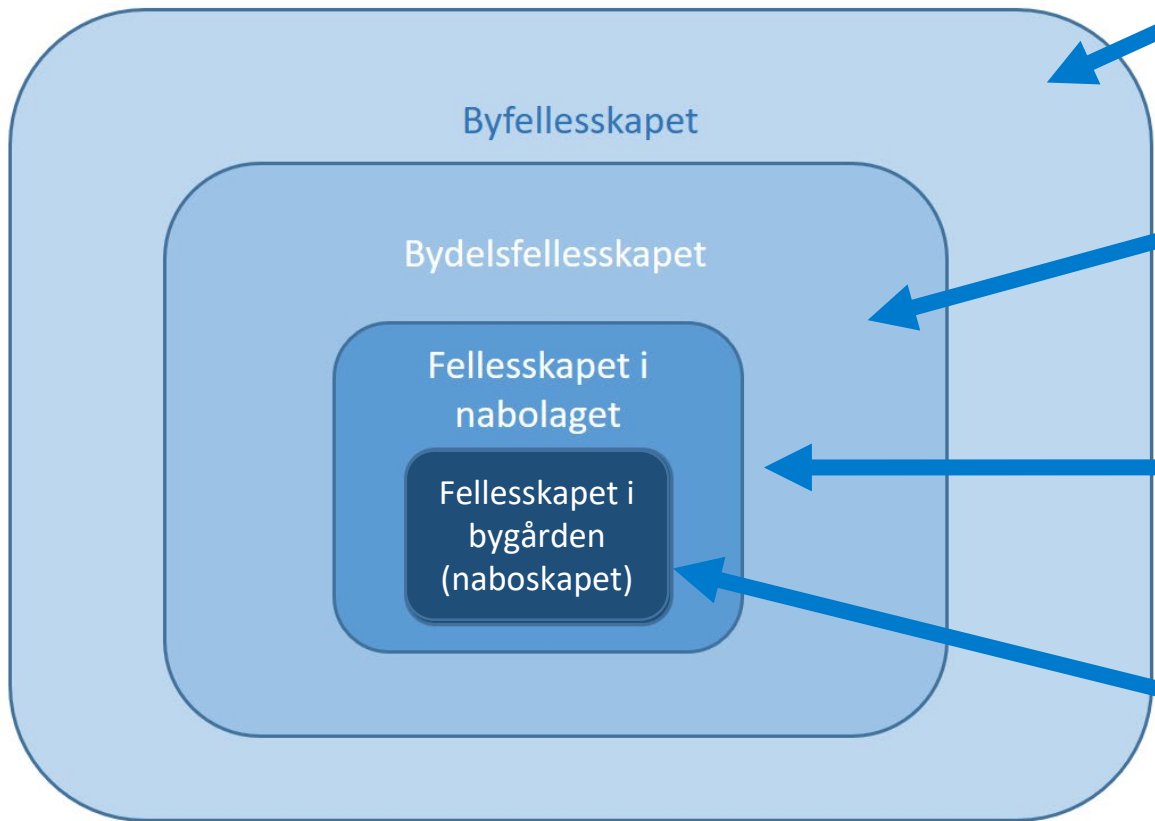 Byfellesskapet
Bydelsfellesskapet
Fellesskapet i
nabolaget
Fellesskapet i
bygården
(naboskapet)